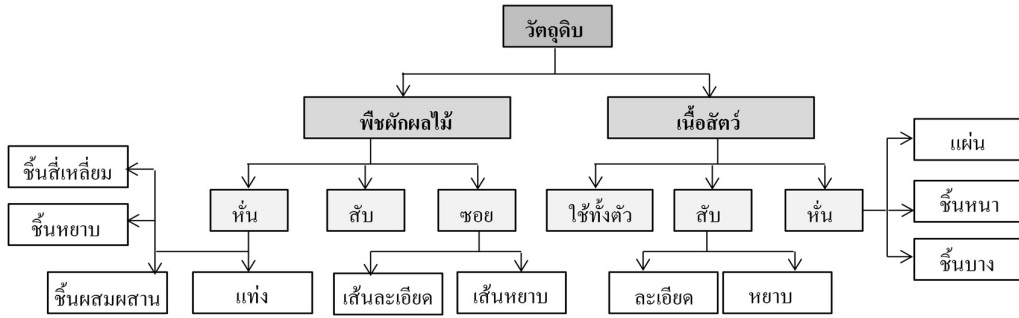 วัตถุดิบ
พืชผักผลไม้
เนื้อสัตว์
แผ่น
ชิ้นสี่เหลี่ยม
หั่น
สับ
ซอย
ใช้ทั้งตัว
สับ
หั่น
ชิ้นหนา
ชิ้นหยาบ
ชิ้นบาง
ชิ้นผสมผสาน
แท่ง
เส้นละเอียด
เส้นหยาบ
ละเอียด
หยาบ